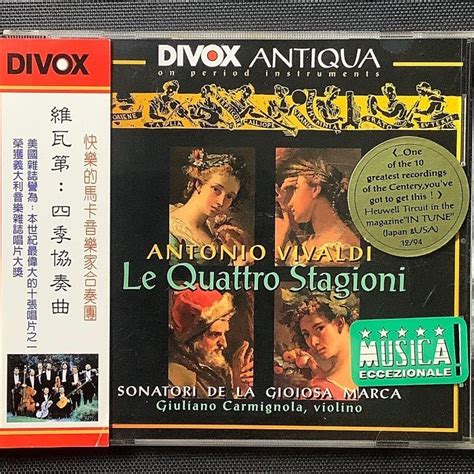 DIVOX
快樂的馬卡音樂家合奏團
維瓦第：四季協奏曲
美國雜誌譽為：本世紀最偉大的十張唱片之一
榮獲義大利音樂雜誌唱片大獎
DIVOX ANTIQUA
on period instruments
THALIA
CALLIOPE
ERATO
<..One
of the 10
greatest recordings
of the Centery,you've
got to get this ! >
Heuwell Tircuit in the
magazine"IN TUNE"
(Japan &USA)
12/94
ANTONIO VIVALDI
Le Quattro Stagioni
MUSICA!
ECCEZIONALE
SONATORI DE LA GIOIOSA MARCA
Giuliano Carmignola, violino